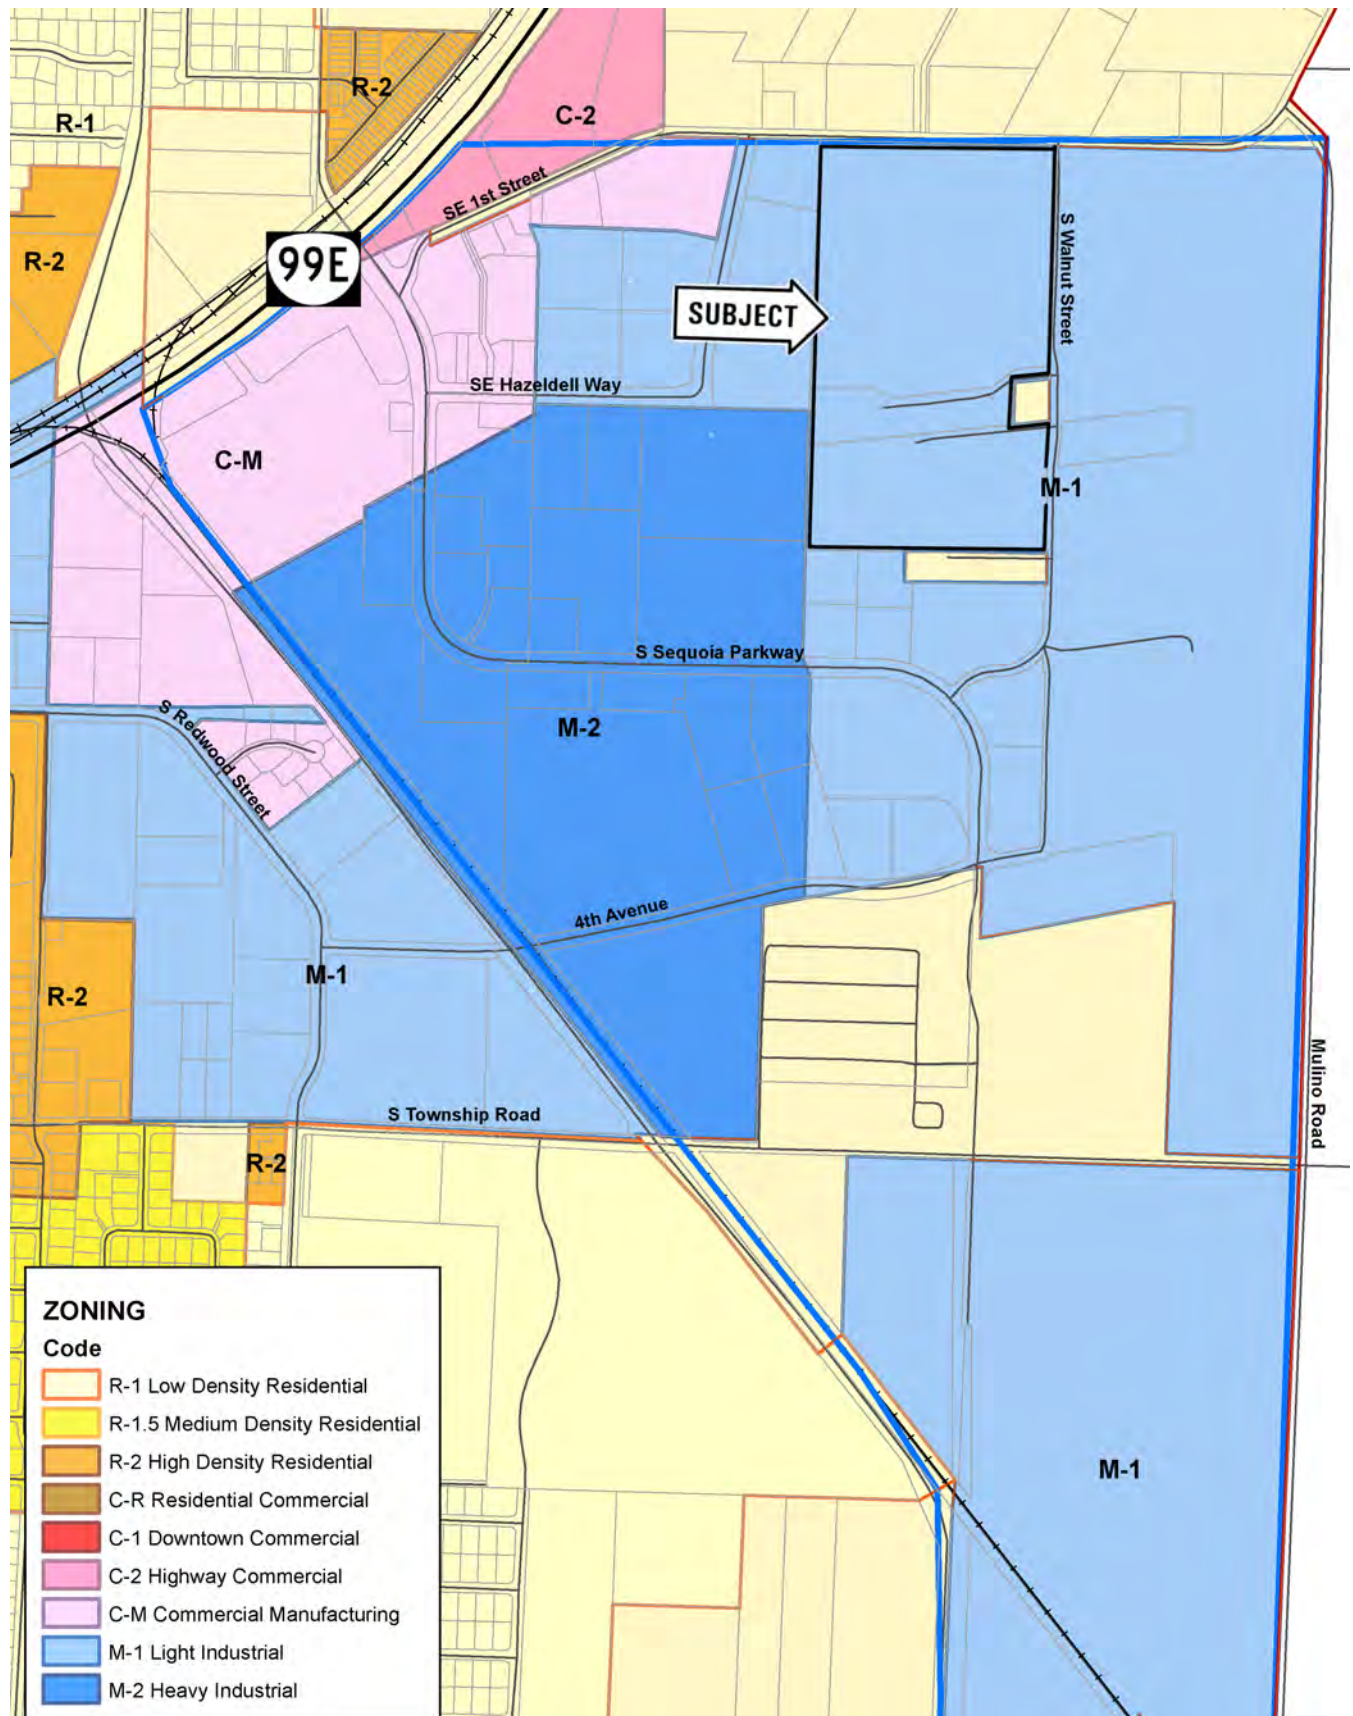 R-2
C-2
R-1
SE 1st Street
R-2
99E
S Walnut Street
SUBJECT
SE Hazeldell Way
C-M
M-1
S Sequoia Parkway
S Redwood Street
M-2
4th Avenue
M-1
R-2
Mulino Road
S Township Road
R-2
M-1
ZONING
Code
R-1 Low Density Residential
R-1.5 Medium Density Residential
R-2 High Density Residential
C-R Residential Commercial
C-1 Downtown Commercial
C-2 Highway Commercial
C-M Commercial Manufacturing
M-1 Light Industrial
M-2 Heavy Industrial